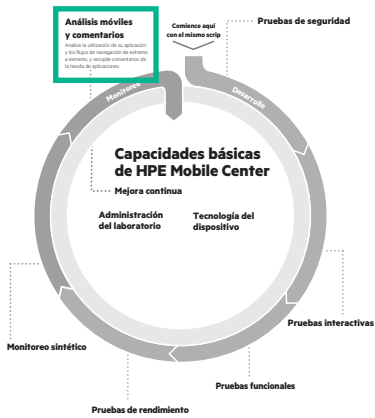 Análisis móviles
y comentarios
Analice la utilización de su aplicación
y los flujos de navegación de extremo
a extremo, y recopile comentarios de
la tienda de aplicaciones.
Comience aquí
con el mismo scrip
Pruebas de seguridad
Monitoree
Desarrolle
Capacidades básicas
de HPE Mobile Center
Mejora continua
Administración
del laboratorio
Tecnología del
dispositivo
Pruebas interactivas
Monitoreo sintético
Pruebas funcionales
Pruebas de rendimiento